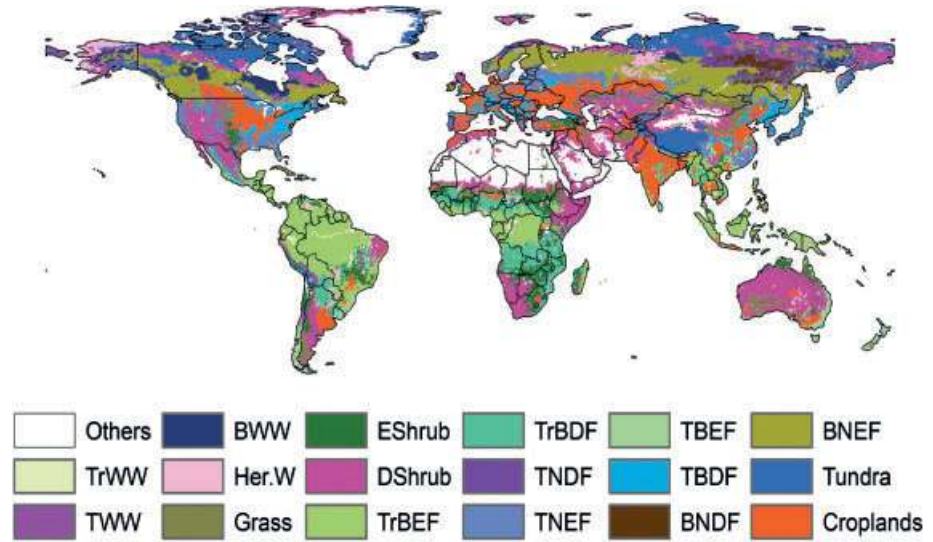 Others BWW EShrub TrBDF TBEF BNEF
TrWW Her.W DShrub TNDF TBDF Tundra
TWW Grass TrBEF TNEF BNDF Croplands